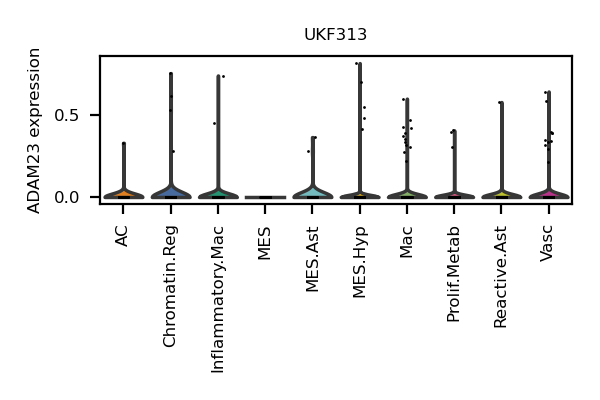 UKF313
ADAM23 expression
0.5
0.0
AC
Chromatin.Reg
Inflammatory.Mac
MES
MES.Ast
MES.Hyp
Mac
Prolif.Metab
Reactive.Ast
Vasc